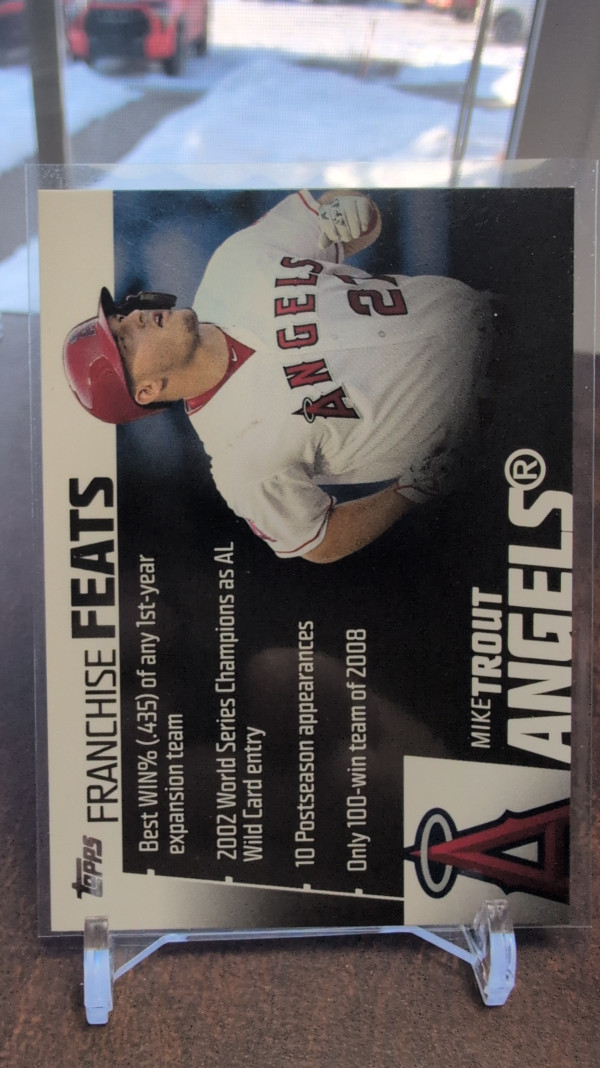 TOPPS FRANCHISE FEATS
Best WIN% (.435) of any 1st-year
expansion team
2002 World Series Champions as AL
Wild Card entry
10 Postseason appearances
Only 100-win team of 2008
MIKE TROUT
ANGELS®
A
ANGELS
27